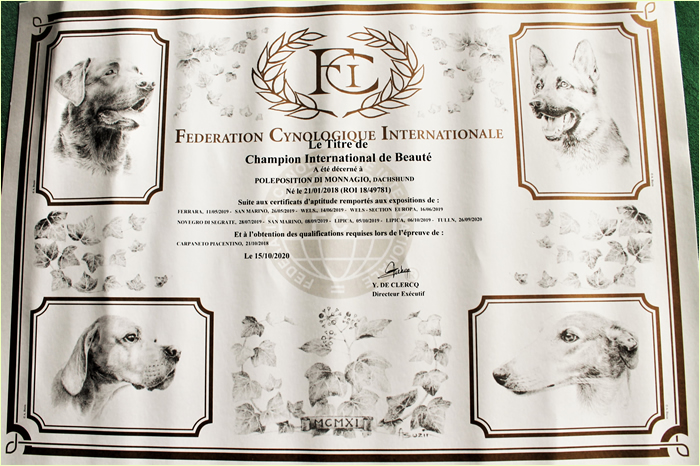 FCI
FEDERATION CYNOLOGIQUE INTERNATIONALE
Le Titre de
Champion International de Beauté
A été décerné à
POLEPOSITION DI MONNAGIO, DACHSHUND
Né le 21/01/2018 (ROI 18/49781)
Suite aux certificats d'aptitude remportés aux expositions de :
FERRARA, 11/05/2019 - SAN MARINO, 26/05/2019 - WELS, 14/06/2019 - WELS - SECTION EUROPA, 16/06/2019
NOVEGRO DI SEGRATE, 28/07/2019 - SAN MARINO, 08/09/2019 - LIPICA, 05/10/2019 - LIPICA, 06/10/2019 - TULLN, 26/09/2020
Et à l'obtention des qualifications requises lors de l'épreuve de :
CARPANETO PIACENTINO, 21/10/2018
Le 15/10/2020
Y. DE CLERCQ
Directeur Exécutif
MCMXI